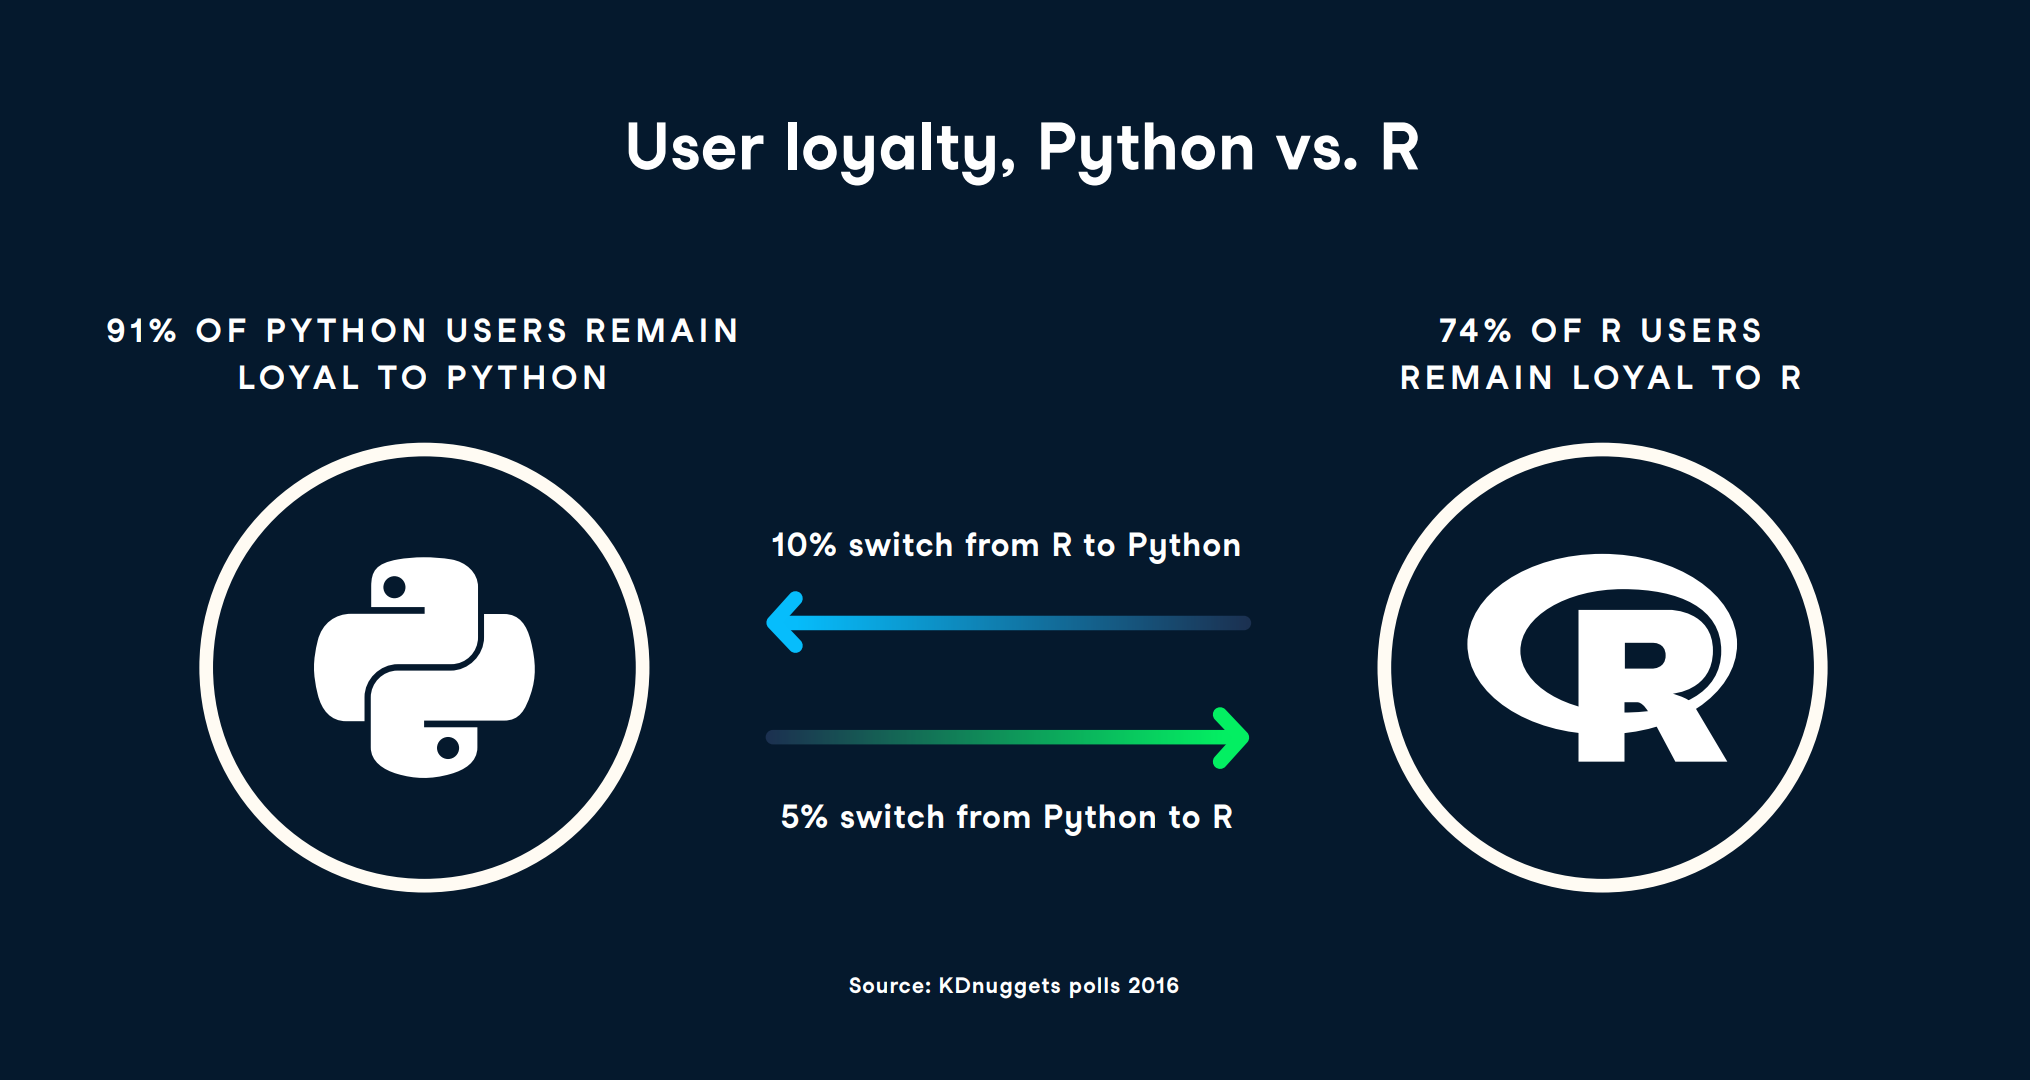 User loyalty, Python vs. R
91% OF PYTHON USERS REMAIN
LOYAL TO PYTHON
74% OF R USERS
REMAIN LOYAL TO R
10% switch from R to Python
R
5% switch from Python to R
Source: KDnuggets polls 2016